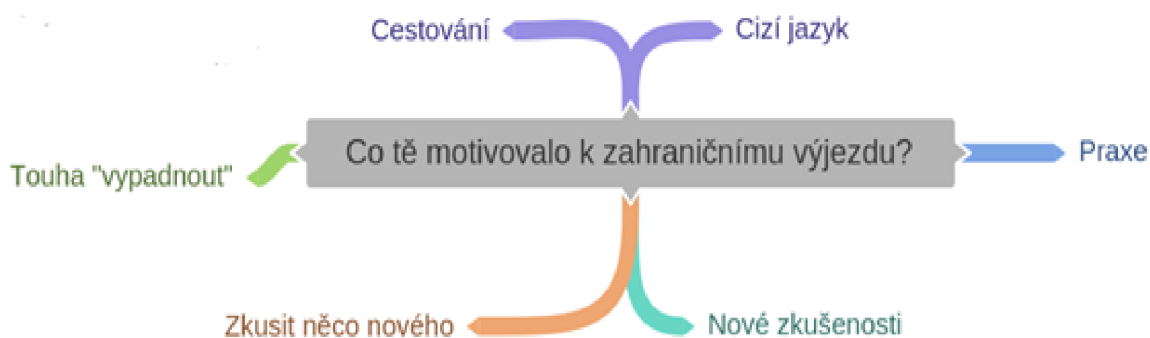 Cestování
Cizí jazyk
Co tě motivovalo k zahraničnímu výjezdu?
Praxe
Touha "vypadnout"
Zkusit něco nového
Nové zkušenosti